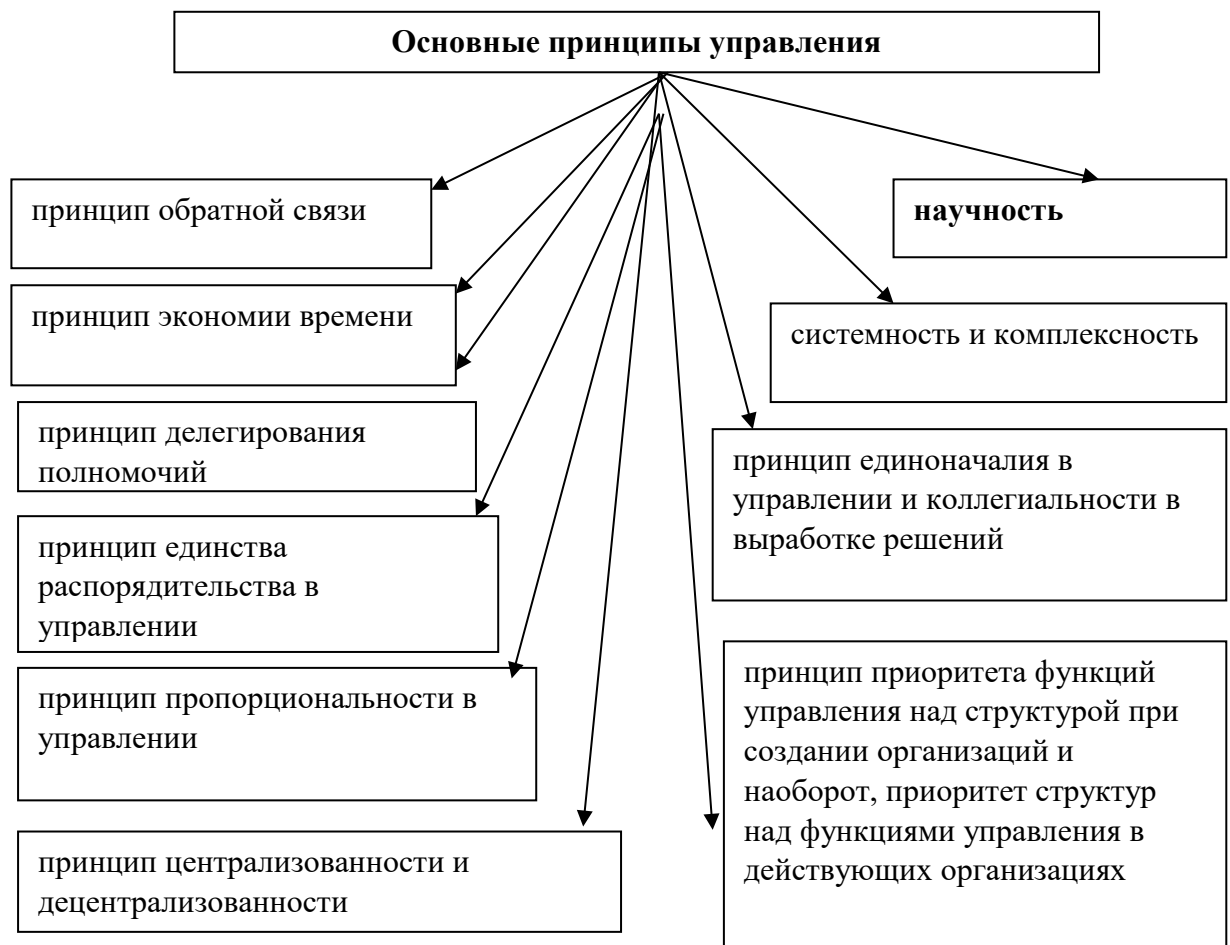 Основные принципы управления
принцип обратной связи
научность
принцип экономии времени
системность и комплексность
принцип делегирования
полномочий
принцип единоначалия в
управлении и коллегиальности в
выработке решений
принцип единства
распорядительства в
управлении
принцип пропорциональности в
управлении
принцип приоритета функций
управления над структурой при
создании организаций и
наоборот, приоритет структур
над функциями управления в
действующих организациях
принцип централизованности и
децентрализованности